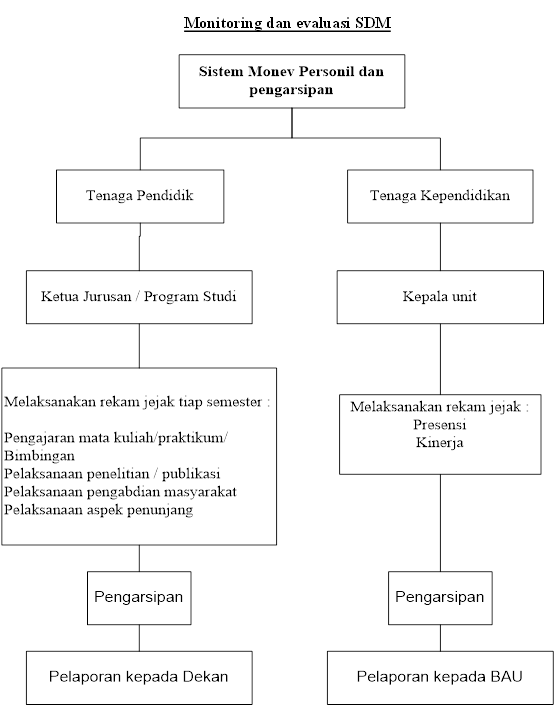 Monitoring dan evaluasi SDM
Sistem Monev Personil dan
pengarsipan
Tenaga Pendidik
Tenaga Kependidikan
Ketua Jurusan / Program Studi
Kepala unit
Melaksanakan rekam jejak tiap semester :
Pengajaran mata kuliah/praktikum/
Bimbingan
Pelaksanaan penelitian / publikasi
Pelaksanaan pengabdian masyarakat
Pelaksanaan aspek penunjang
Melaksanakan rekam jejak :
Presensi
Kinerja
Pengarsipan
Pengarsipan
Pelaporan kepada Dekan
Pelaporan kepada BAU